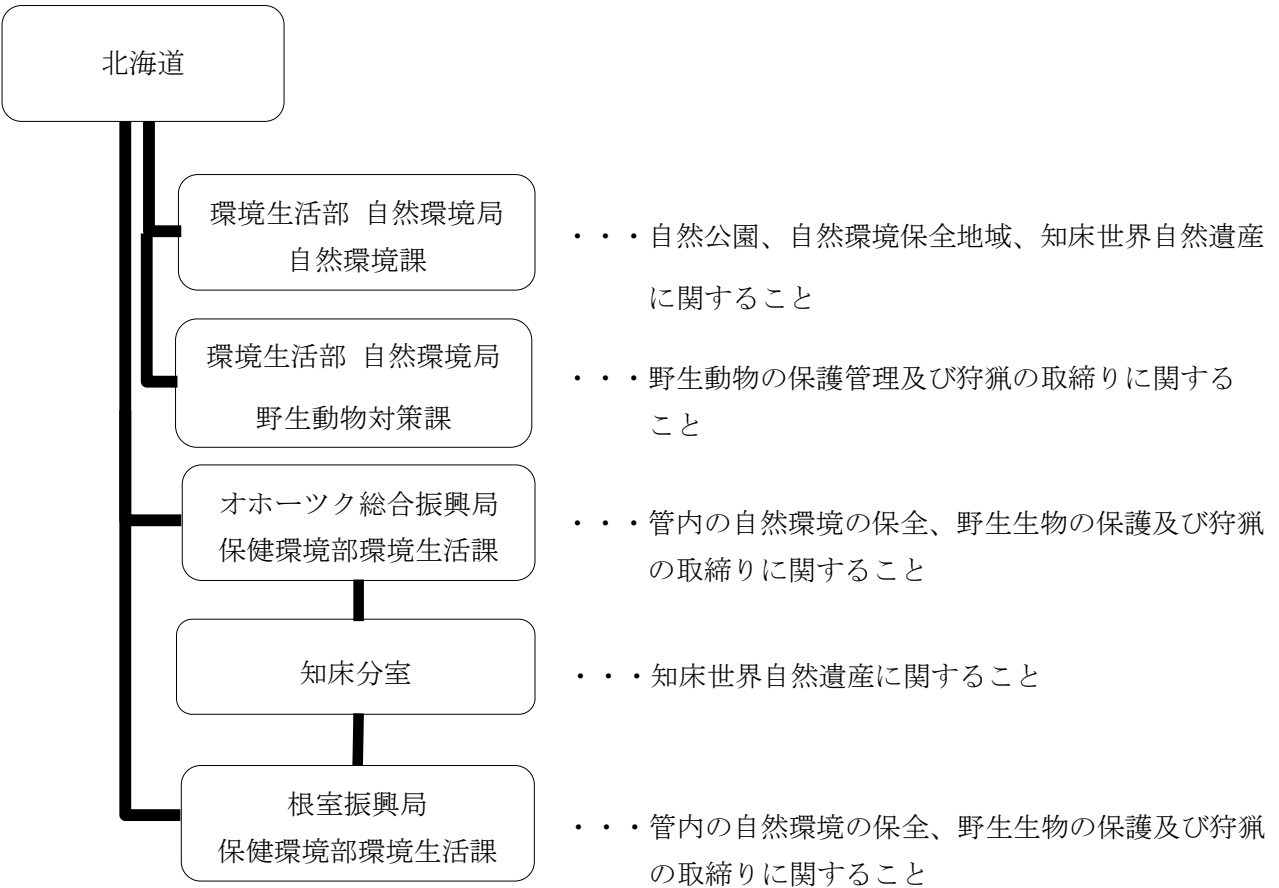 北海道
環境生活部 自然環境局
自然環境課
・・・自然公園、自然環境保全地域、知床世界自然遺産
に関すること
環境生活部 自然環境局
野生動物対策課
・・・野生動物の保護管理及び狩猟の取締りに関する
こと
オホーツク総合振興局
保健環境部環境生活課
・・・管内の自然環境の保全、野生生物の保護及び狩猟
の取締りに関すること
知床分室
・・・知床世界自然遺産に関すること
根室振興局
保健環境部環境生活課
・・・管内の自然環境の保全、野生生物の保護及び狩猟
の取締りに関すること